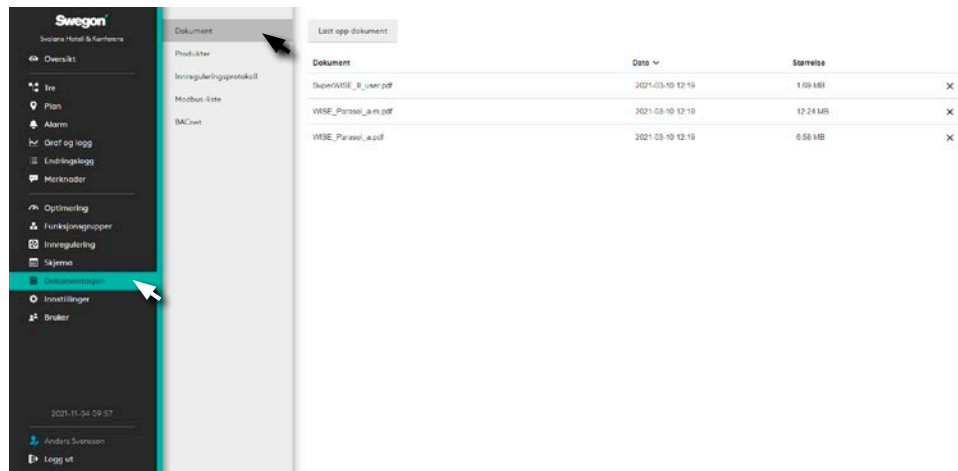 Swegon
Svalans Hotell & Konferens
Oversikt
Tre
Plan
Alarm
Graf og logg
Endringslogg
Merknader
Optimering
Funksjonsgrupper
Innregulering
Skjema
Dokumentasjon
Innstillinger
Bruker
2021-11-04 09:57
Anders Svensson
Logg ut
Dokument
Produkter
Innreguleringsprotokoll
Modbus-liste
BACnet
Last opp dokument
Dokument Dato Størrelse
SuperWISE_II_user.pdf 2021-03-10 12:19 1.69 MB
WISE_Parasol_a-m.pdf 2021-03-10 12:19 12.24 MB
WISE_Parasol_a.pdf 2021-03-10 12:19 6.58 MB